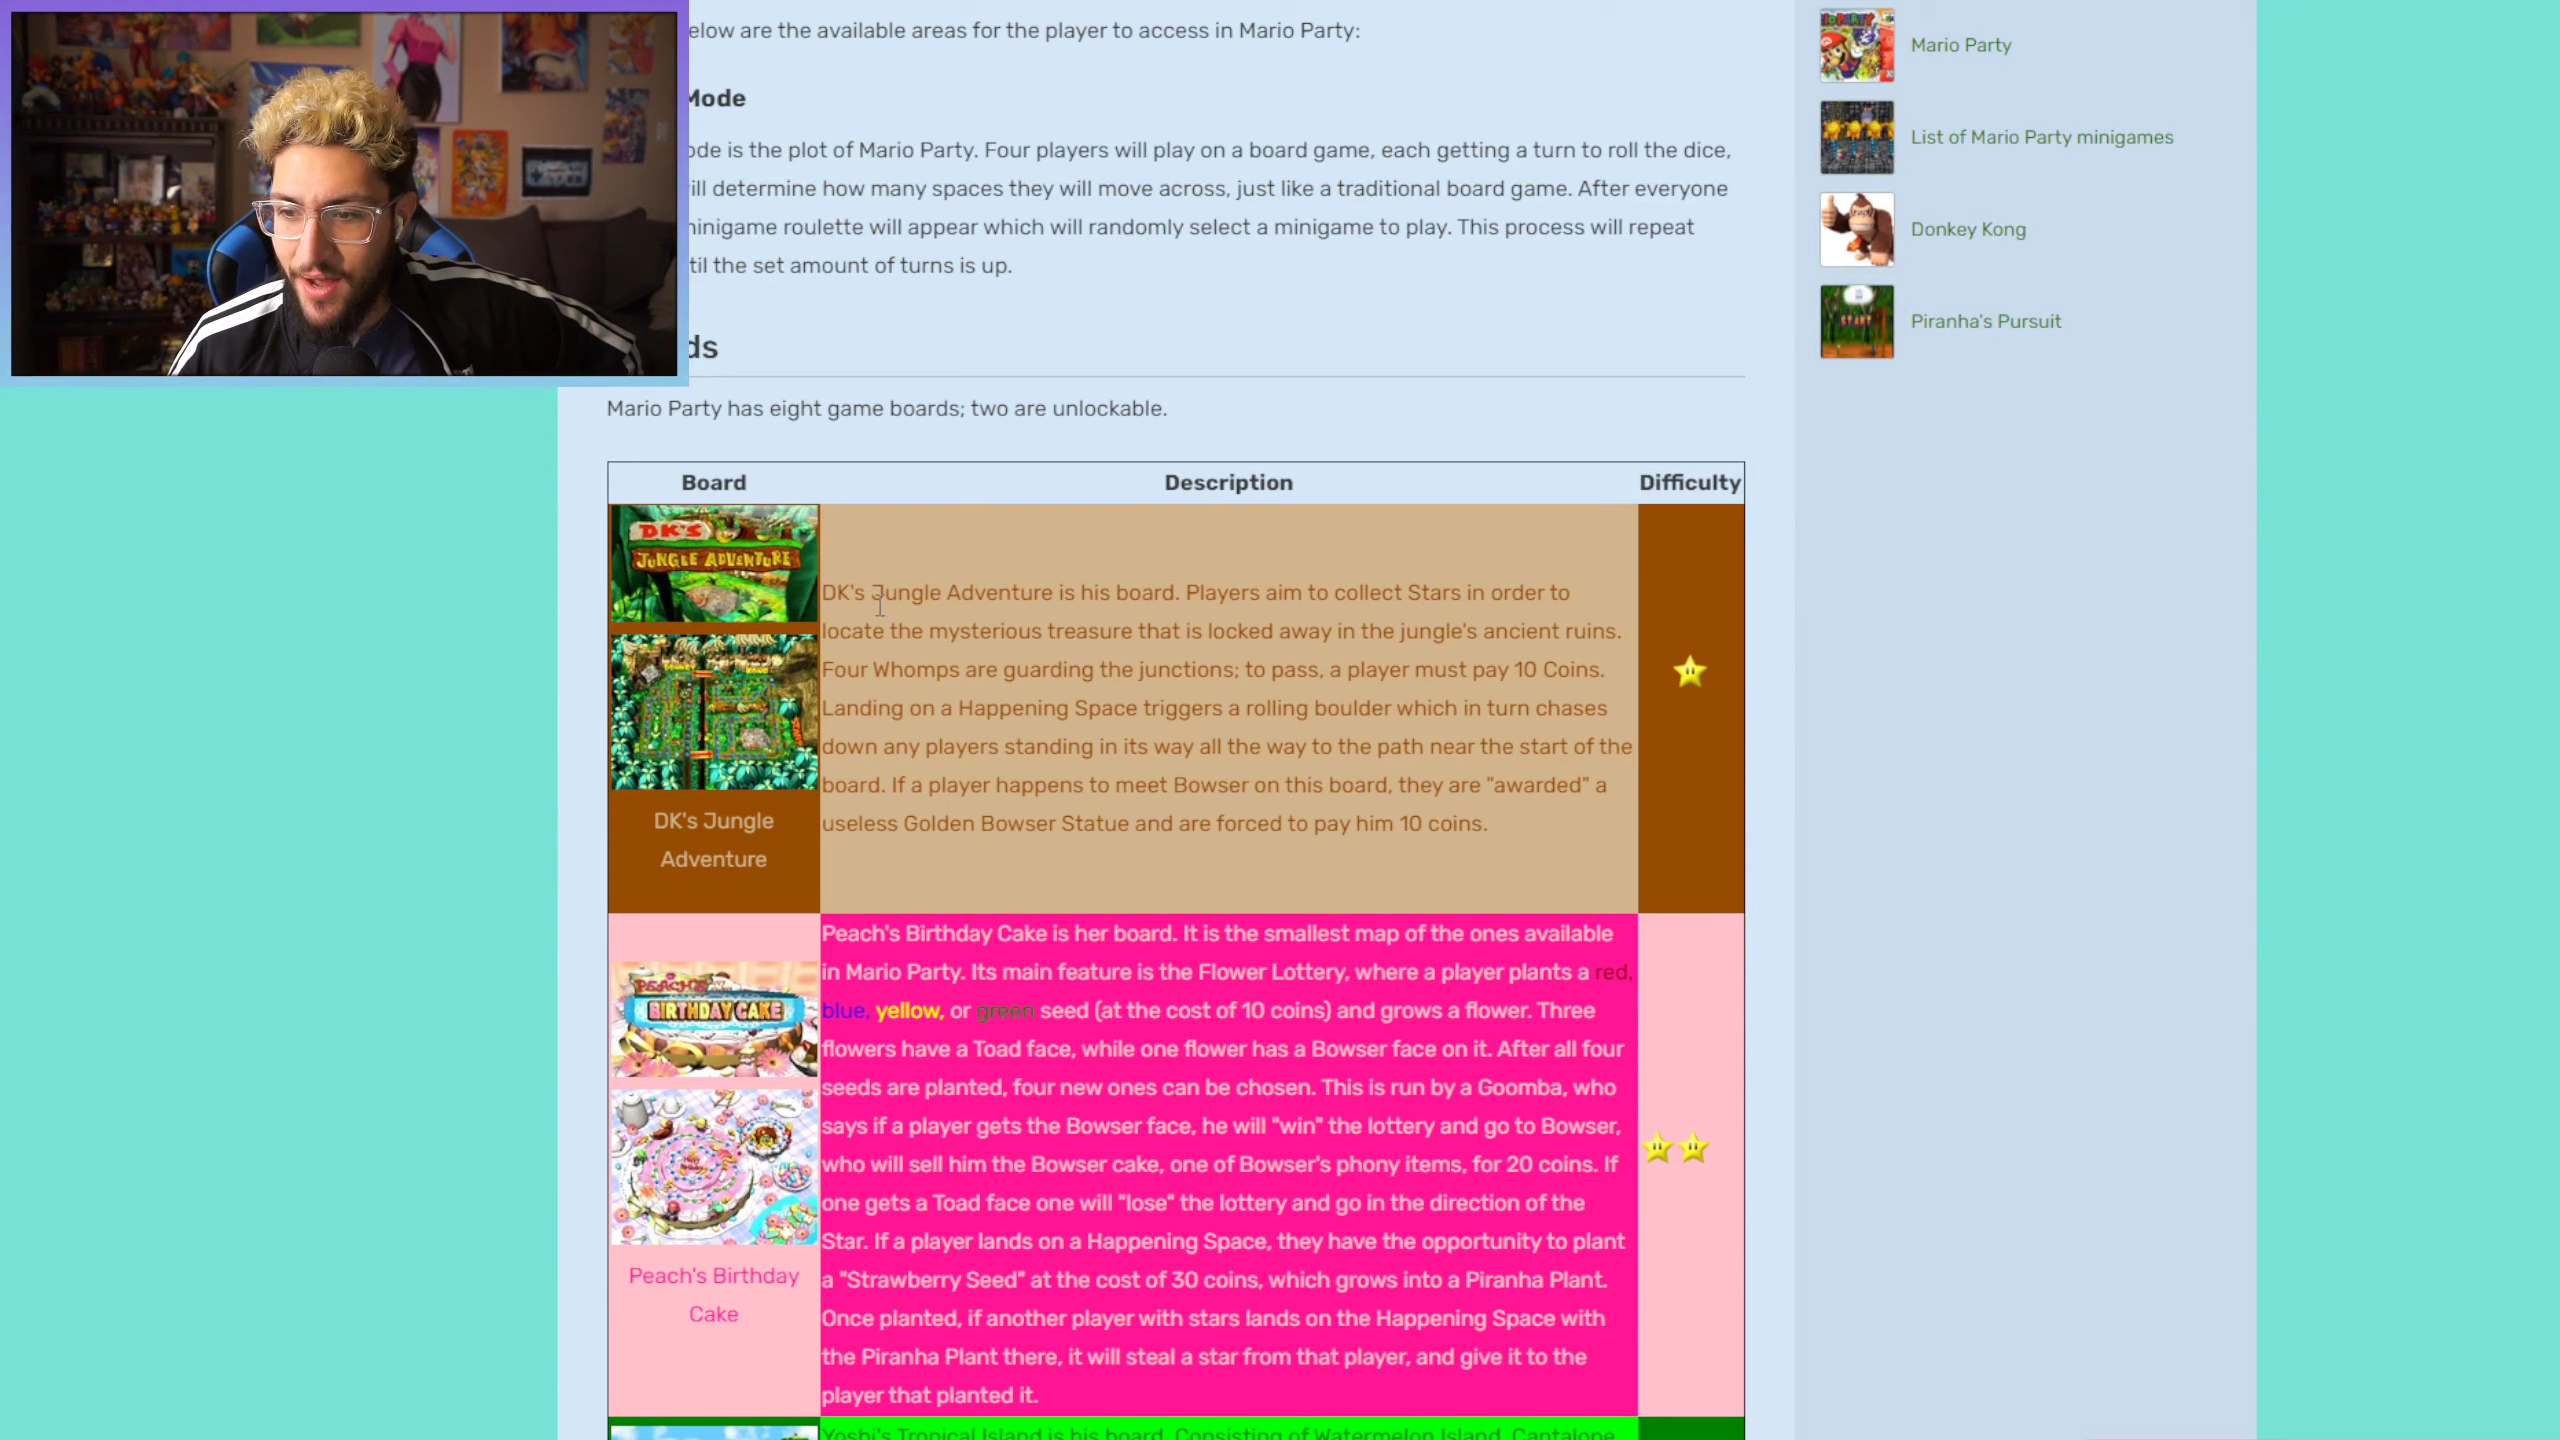 elow are the available areas for the player to access in Mario Party:
Mode
ode is the plot of Mario Party. Four players will play on a board game, each getting a turn to roll the dice,
ill determine how many spaces they will move across, just like a traditional board game. After everyone
minigame roulette will appear which will randomly select a minigame to play. This process will repeat
til the set amount of turns is up.
ds
Mario Party has eight game boards; two are unlockable.
Board Description Difficulty
DK'S
JUNGLE ADVENTURE
DK's Jungle
Adventure
DK's Jungle Adventure is his board. Players aim to collect Stars in order to
locate the mysterious treasure that is locked away in the jungle's ancient ruins.
Four Whomps are guarding the junctions; to pass, a player must pay 10 Coins.
Landing on a Happening Space triggers a rolling boulder which in turn chases
down any players standing in its way all the way to the path near the start of the
board. If a player happens to meet Bowser on this board, they are "awarded" a
useless Golden Bowser Statue and are forced to pay him 10 coins.
PEACH'S
BIRTHDAY CAKE
Peach's Birthday
Cake
Peach's Birthday Cake is her board. It is the smallest map of the ones available
in Mario Party. Its main feature is the Flower Lottery, where a player plants a red,
blue, yellow, or green seed (at the cost of 10 coins) and grows a flower. Three
flowers have a Toad face, while one flower has a Bowser face on it. After all four
seeds are planted, four new ones can be chosen. This is run by a Goomba, who
says if a player gets the Bowser face, he will "win" the lottery and go to Bowser,
who will sell him the Bowser cake, one of Bowser's phony items, for 20 coins. If
one gets a Toad face one will "lose" the lottery and go in the direction of the
Star. If a player lands on a Happening Space, they have the opportunity to plant
a "Strawberry Seed" at the cost of 30 coins, which grows into a Piranha Plant.
Once planted, if another player with stars lands on the Happening Space with
the Piranha Plant there, it will steal a star from that player, and give it to the
player that planted it.
Yoshi's Tropical Island is his board. Consisting of Watermelon Island, Cantalope
Mario Party
List of Mario Party minigames
Donkey Kong
START
Piranha's Pursuit